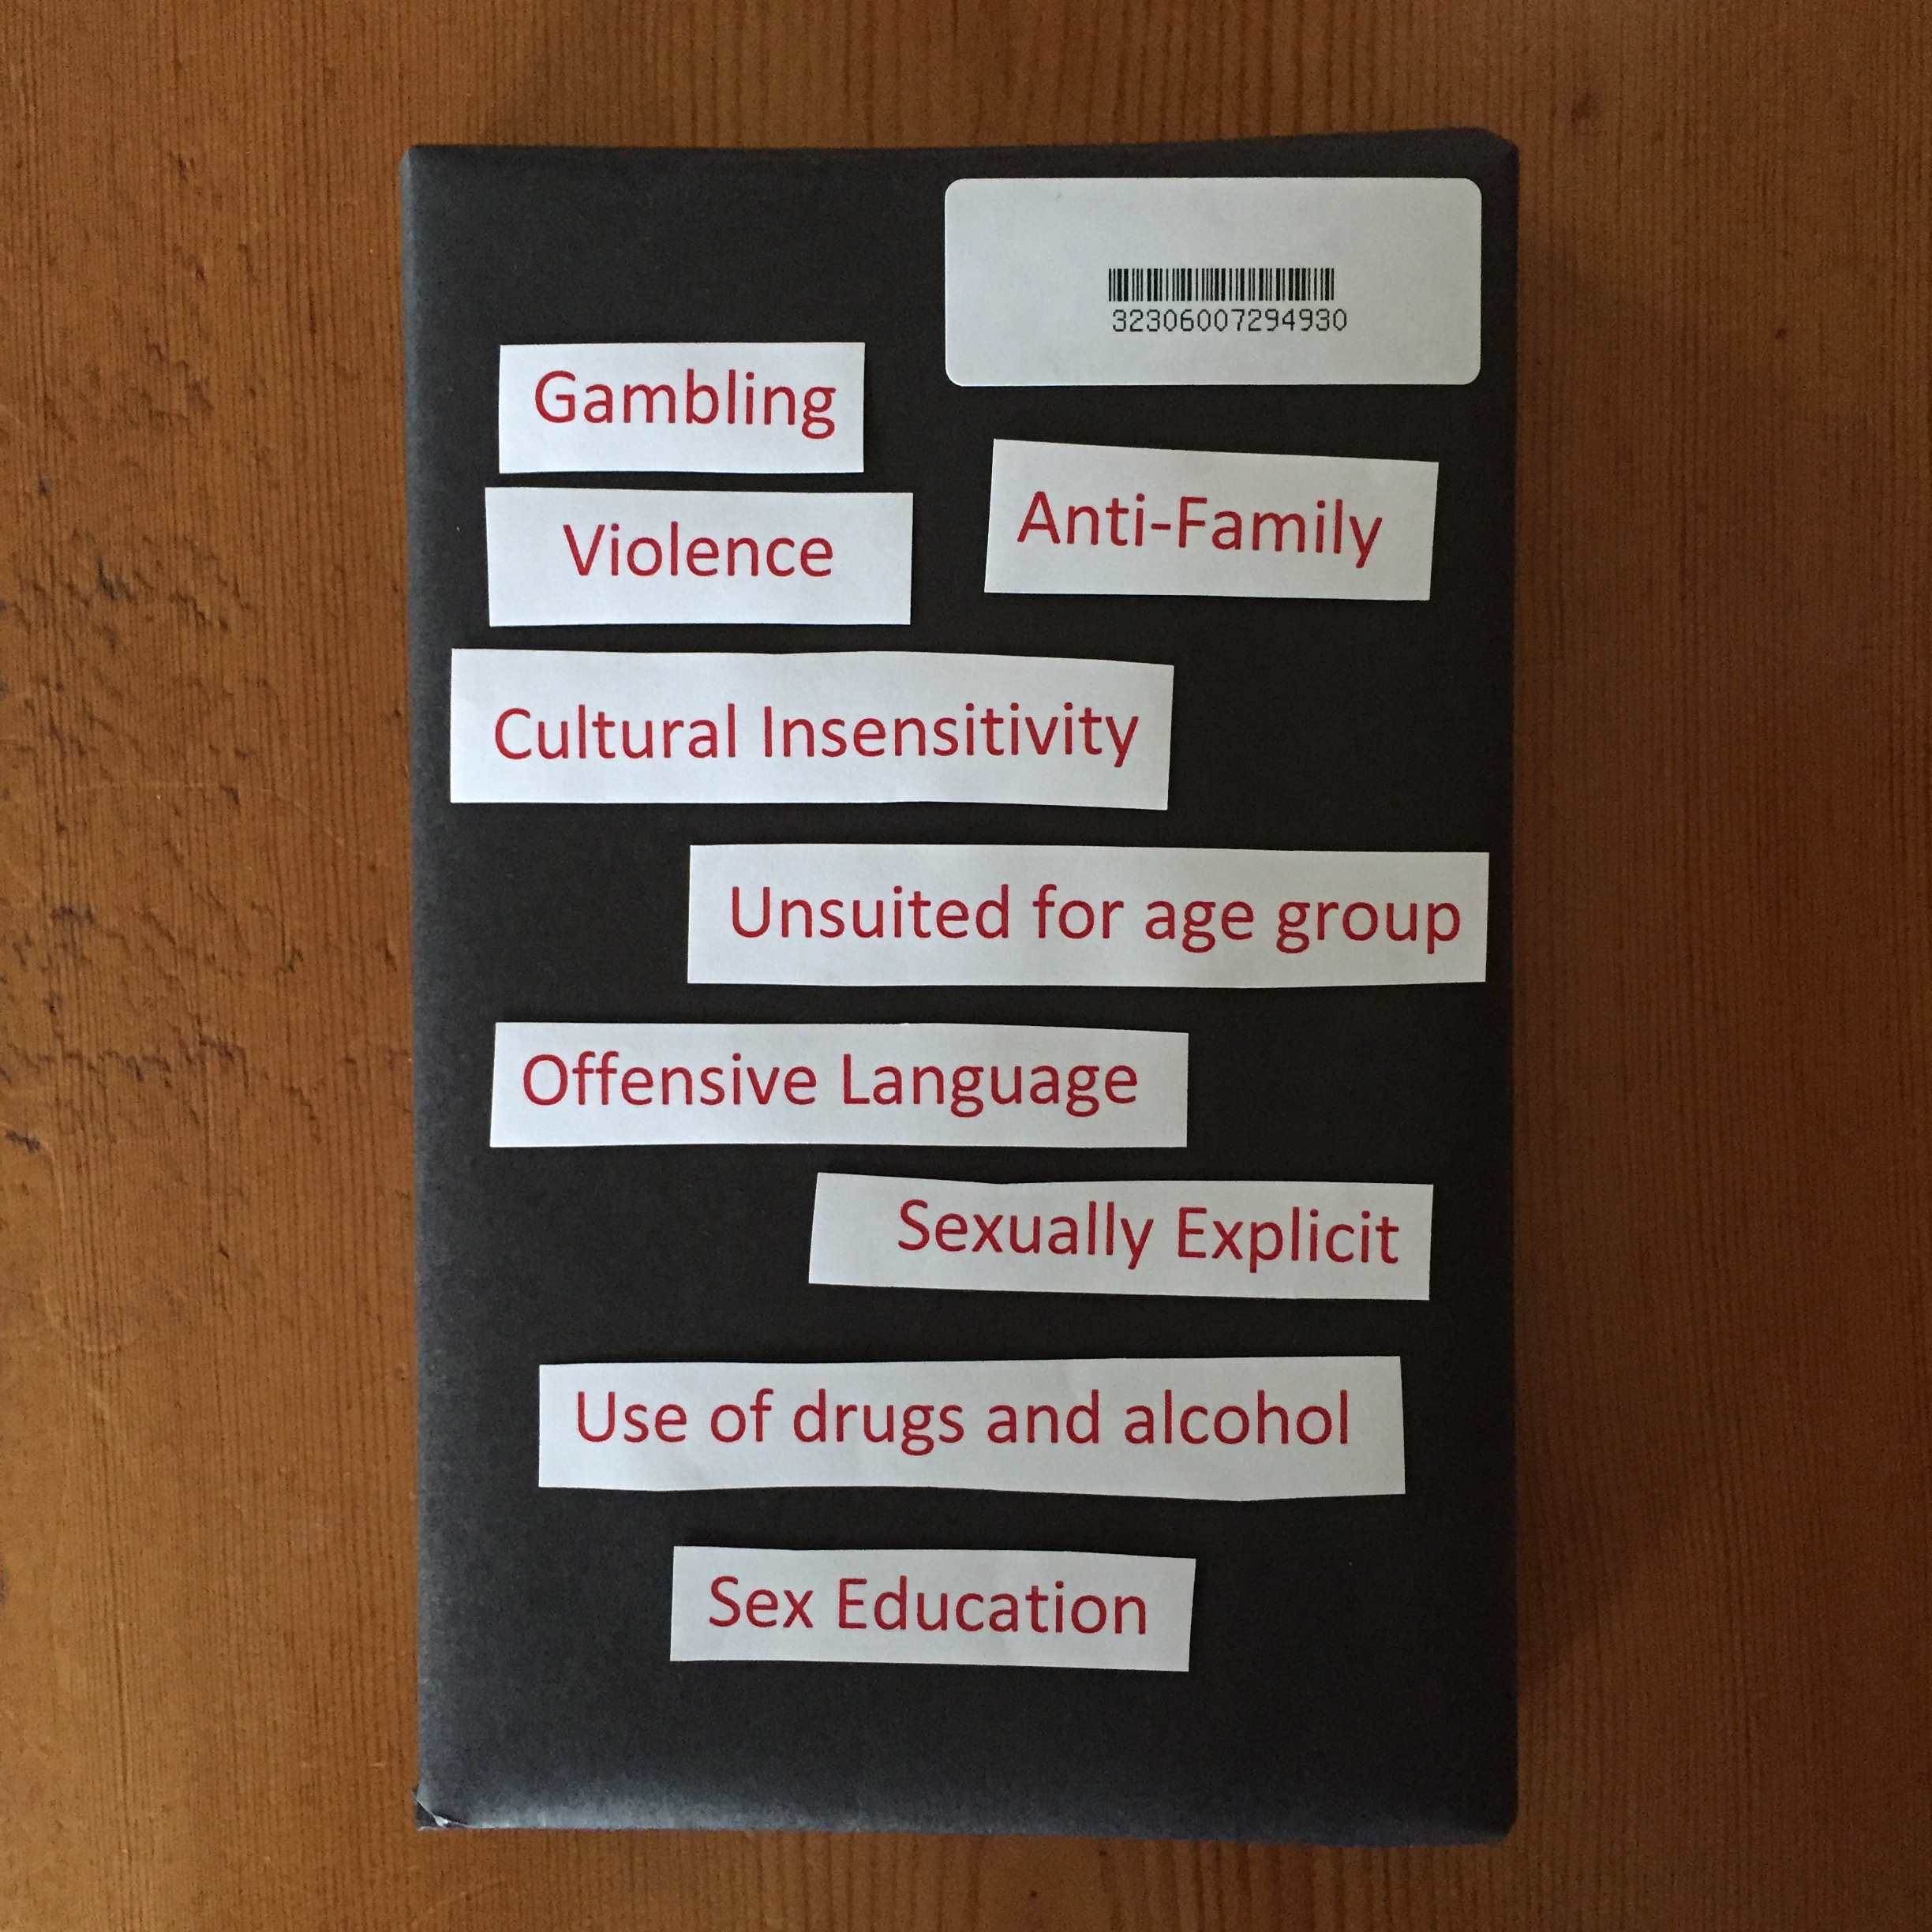 32306007294930
Gambling
Anti-Family
Violence
Cultural Insensitivity
Unsuited for age group
Offensive Language
Sexually Explicit
Use of drugs and alcohol
Sex Education